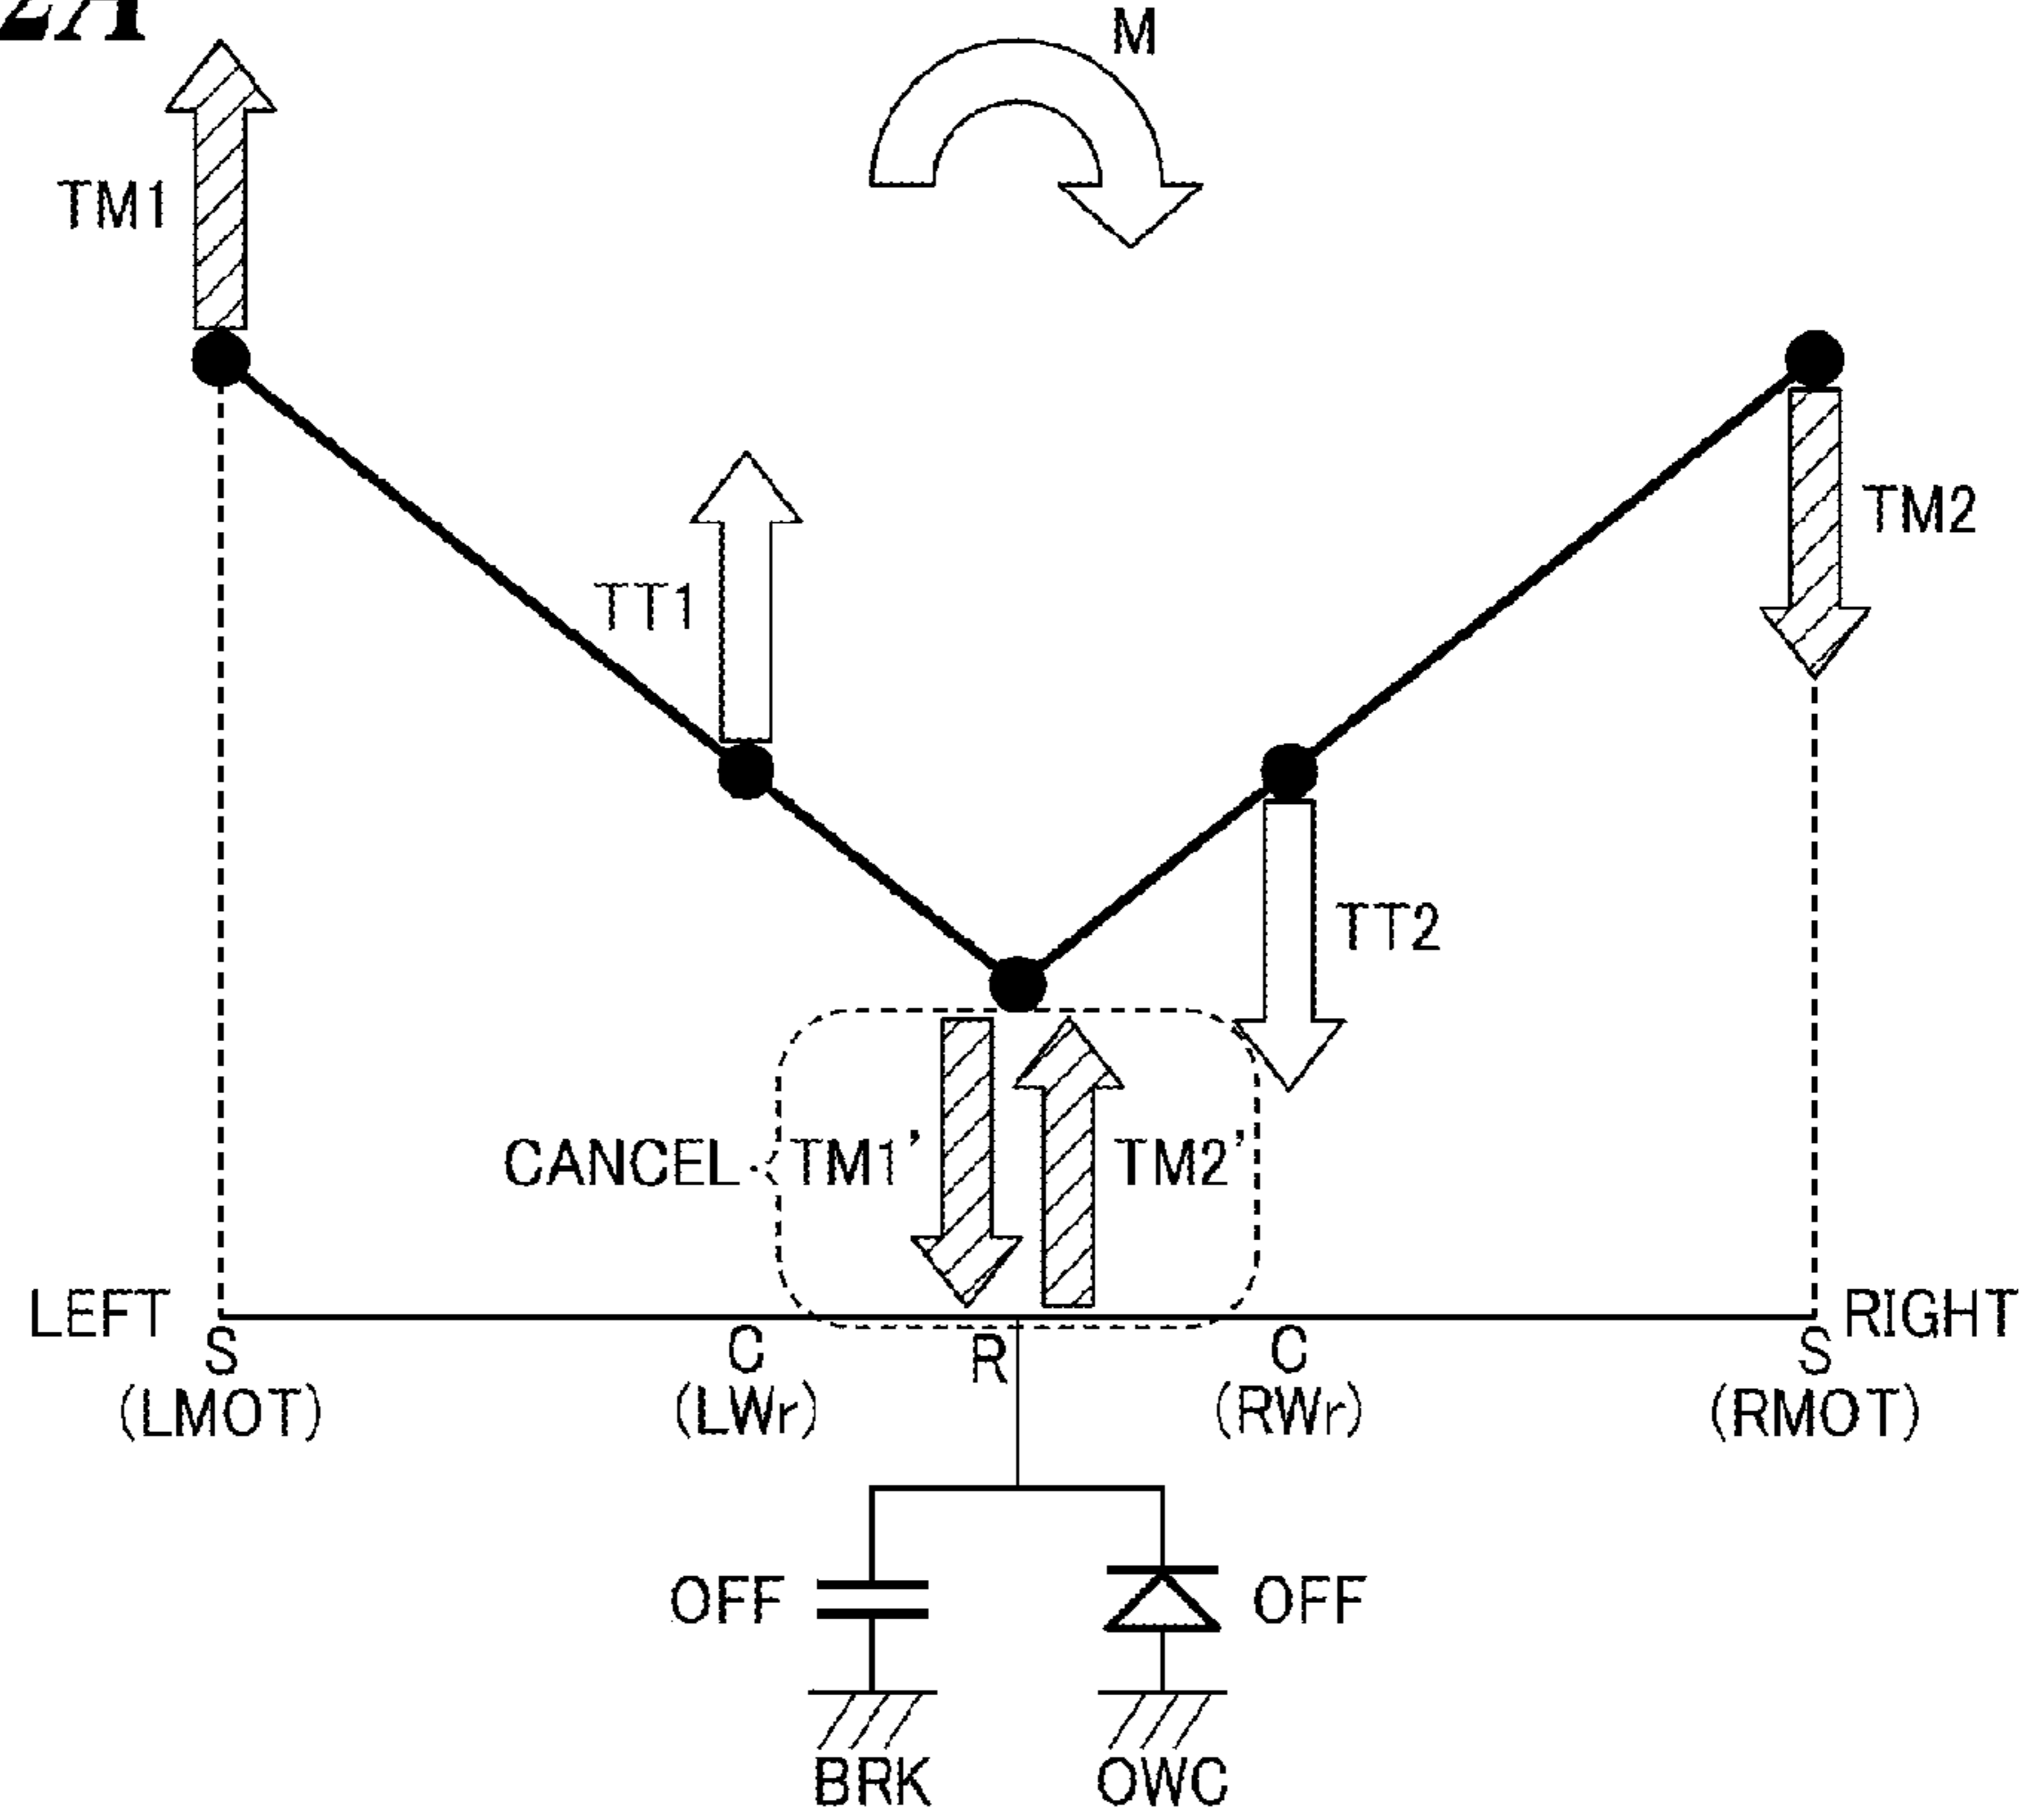 2A
M
TM1
TM2
TT1
TT2
CANCEL TM1' TM2'
LEFT RIGHT
S C R C S
(LMOT) (LWr) (RWr) (RMOT)
OFF OFF
BRK OWC